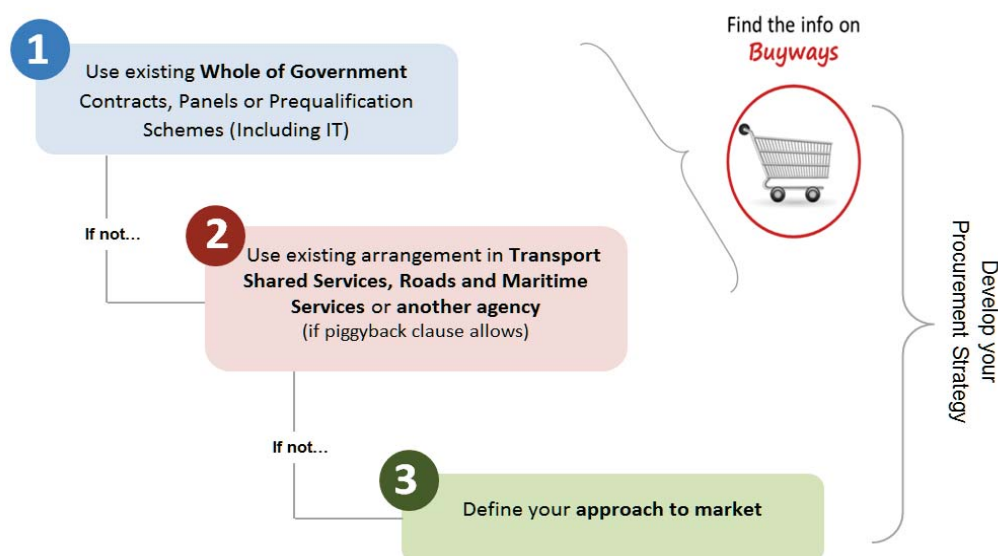 1
Use existing Whole of Government
Contracts, Panels or Prequalification
Schemes (Including IT)
Find the info on
Buyways
If not...
2
Use existing arrangement in Transport
Shared Services, Roads and Maritime
Services or another agency
(if piggyback clause allows)
If not...
3
Define your approach to market
Develop your
Procurement Strategy